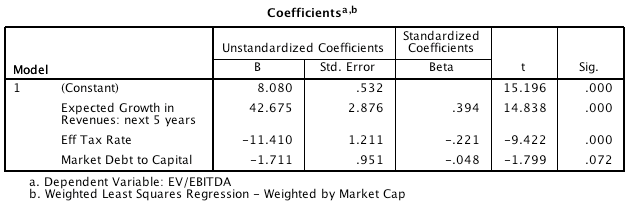 Coefficientsa,b
Model Unstandardized Coefficients Standardized Coefficients t Sig.
B Std. Error Beta
1 (Constant) 8.080 .532 15.196 .000
Expected Growth in Revenues: next 5 years 42.675 2.876 .394 14.838 .000
Eff Tax Rate -11.410 1.211 -.221 -9.422 .000
Market Debt to Capital -1.711 .951 -.048 -1.799 .072
a. Dependent Variable: EV/EBITDA
b. Weighted Least Squares Regression - Weighted by Market Cap